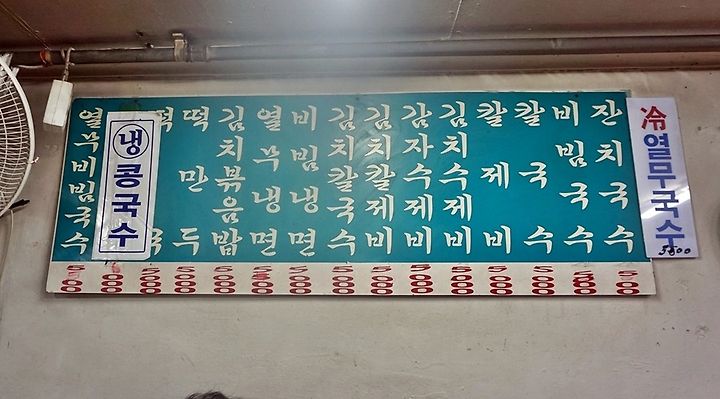 冷열무국수
5500
잔치국수
비빔국수
칼국수
칼제비
김치수제비
감자수제비
김치칼제비
김치칼국수
비빔냉면
열무냉면
김치볶음밥
떡만두
떡국
냉콩국수
열무비빔국수